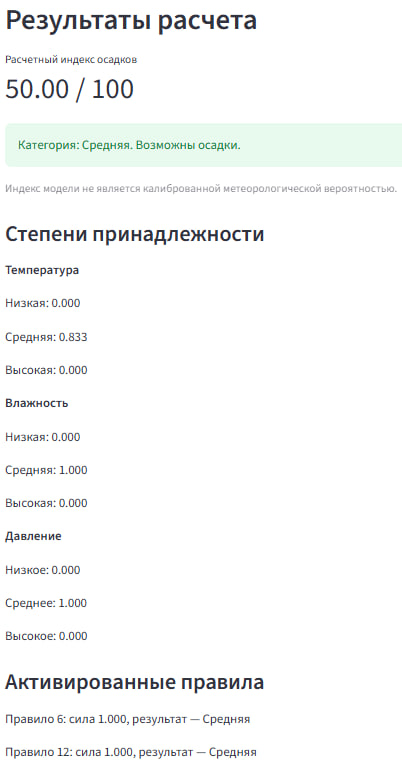 Результаты расчета
Расчетный индекс осадков
50.00 / 100
Категория: Средняя. Возможны осадки.
Индекс модели не является калиброванной метеорологической вероятностью.
Степени принадлежности
Температура
Низкая: 0.000
Средняя: 0.833
Высокая: 0.000
Влажность
Низкая: 0.000
Средняя: 1.000
Высокая: 0.000
Давление
Низкое: 0.000
Среднее: 1.000
Высокое: 0.000
Активированные правила
Правило 6: сила 1.000, результат — Средняя
Правило 12: сила 1.000, результат — Средняя